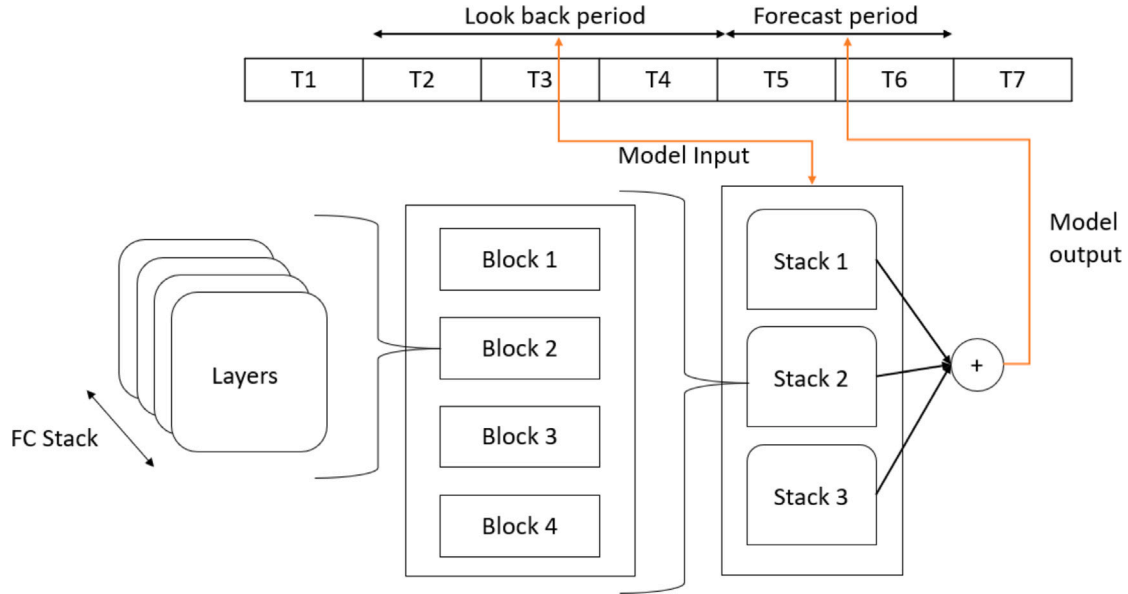 Look back period
Forecast period
T1 T2 T3 T4 T5 T6 T7
Model Input
Model
output
Stack 1
Stack 2
Stack 3
+
Block 1
Block 2
Block 3
Block 4
Layers
FC Stack